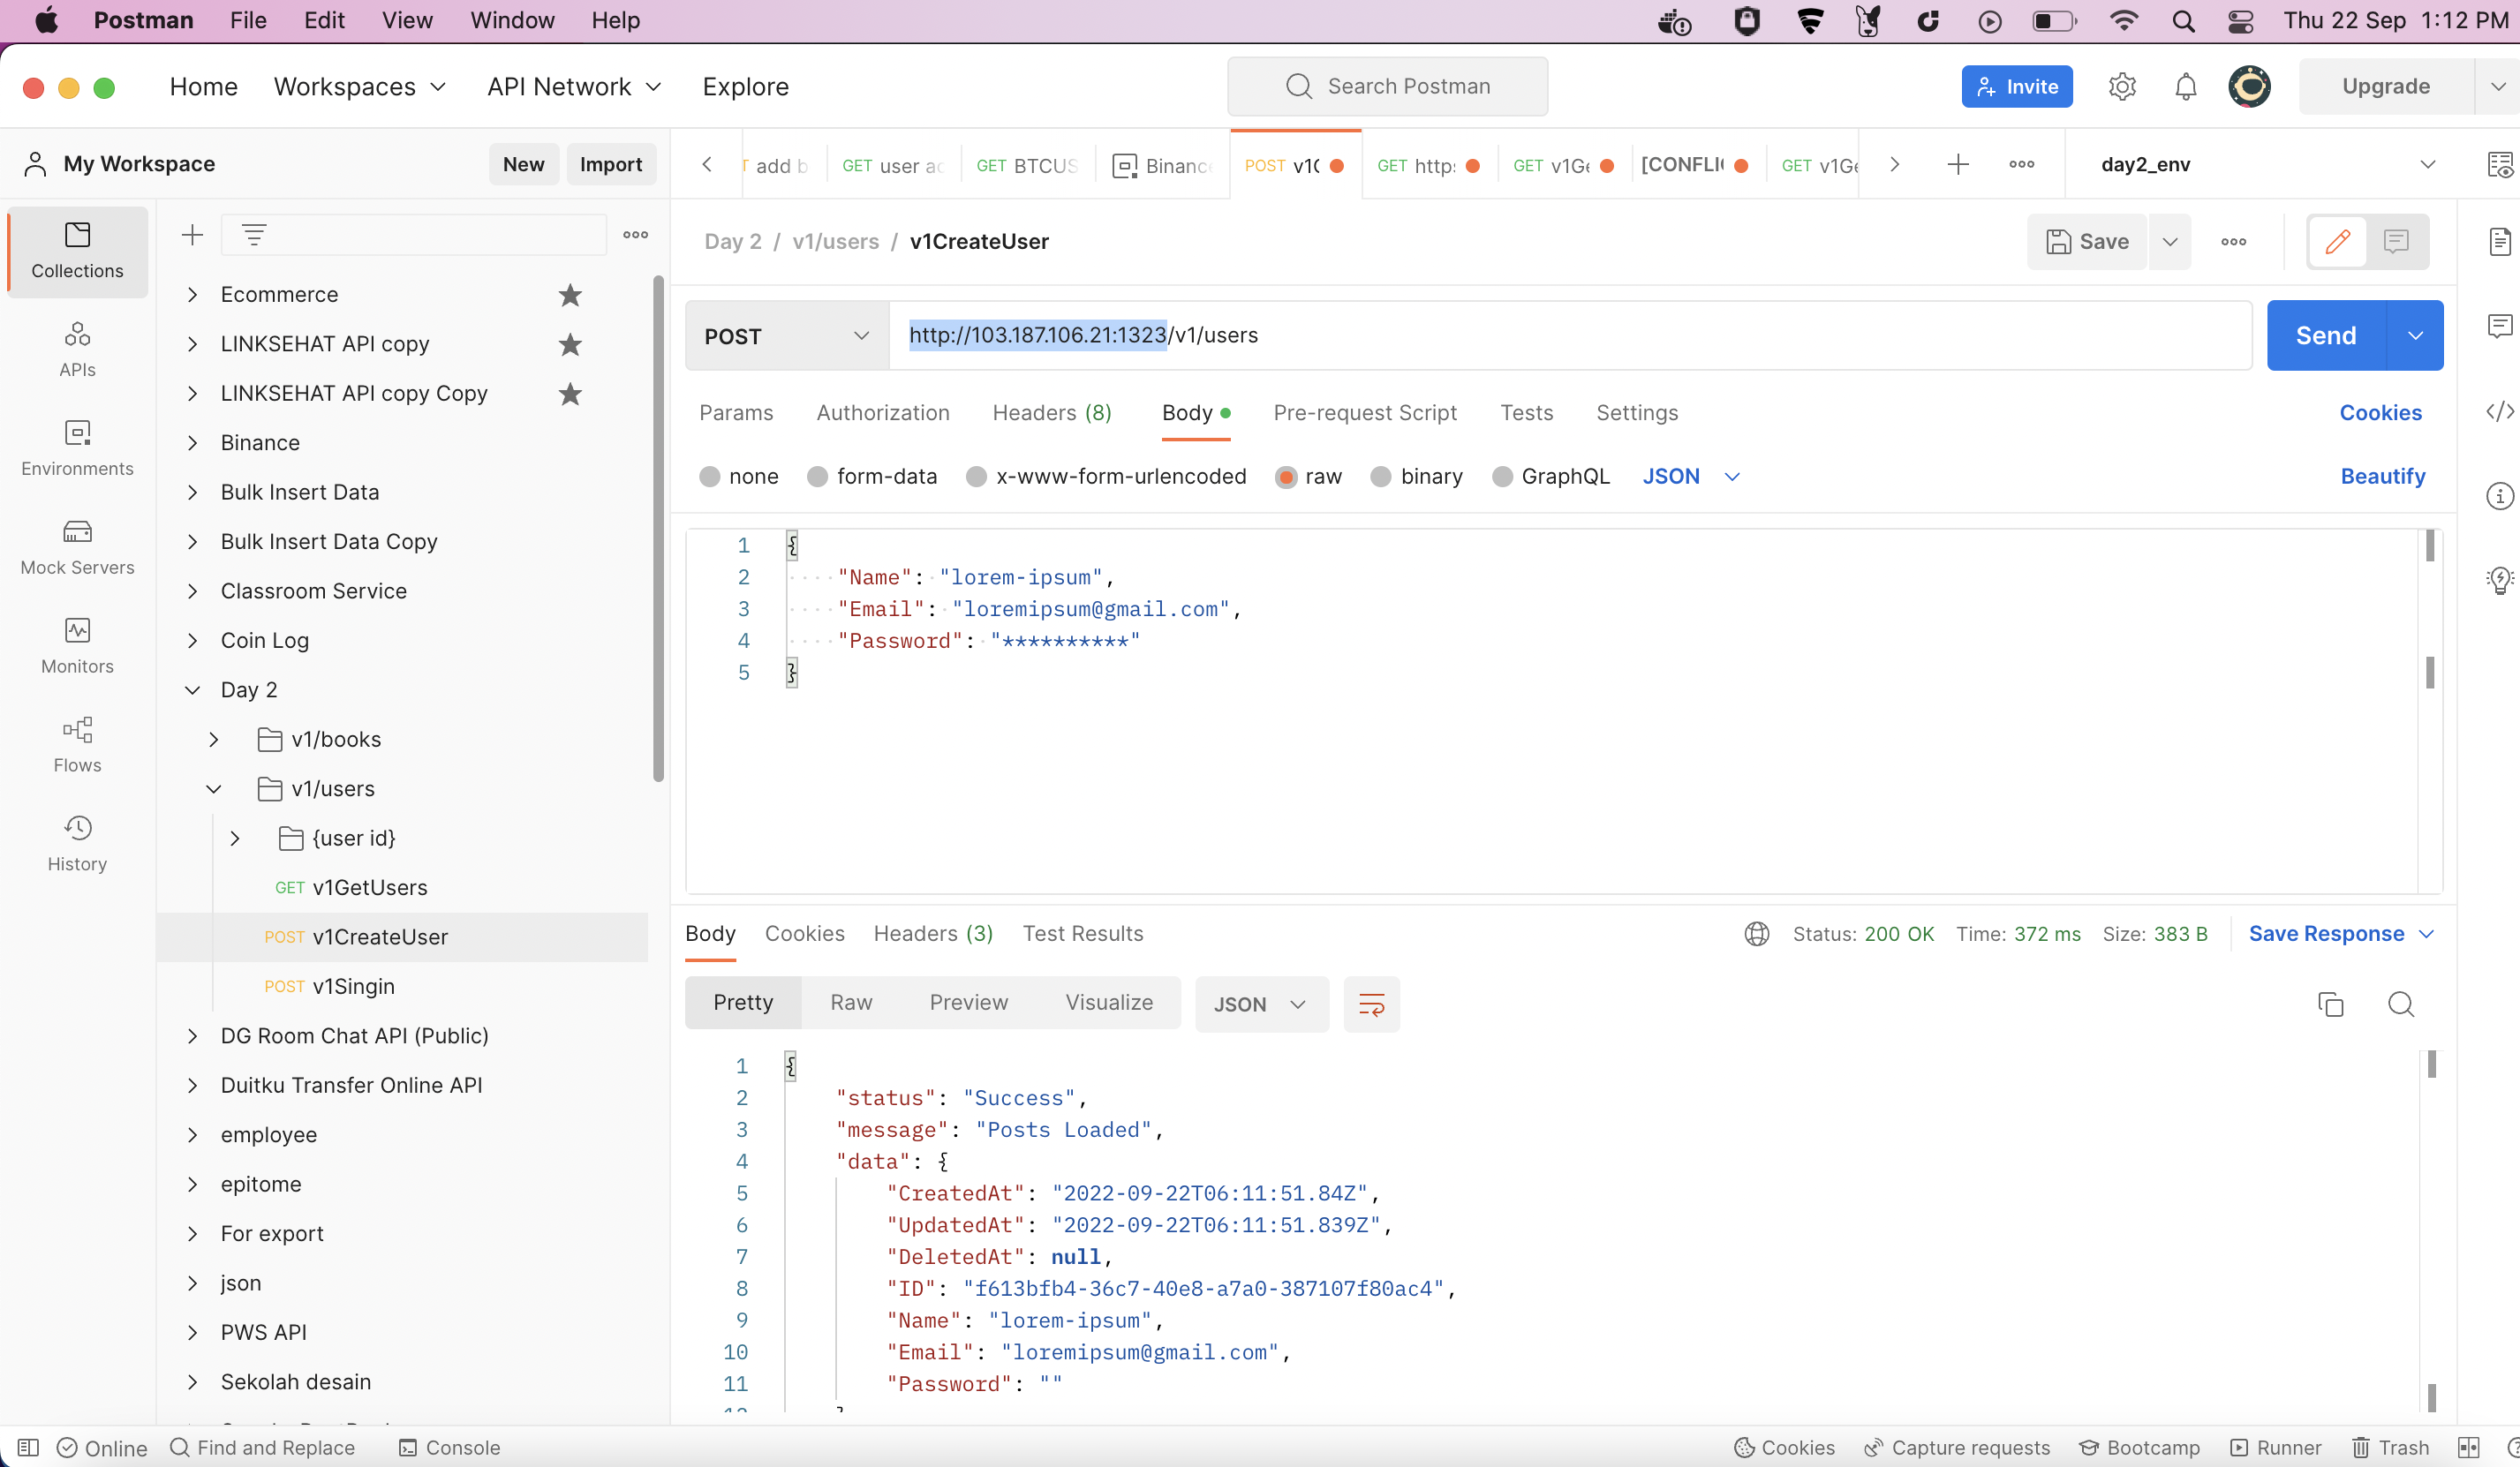 Postman File Edit View Window Help Thu 22 Sep 1:12 PM
Home Workspaces API Network Explore Search Postman Invite Upgrade
My Workspace New Import add b GET user ac GET BTCUS Binance POST v1C GET http: GET v1Ge [CONFLIC GET v1Ge day2_env
Collections
APIs
Environments
Mock Servers
Monitors
Flows
History
Ecommerce
LINKSEHAT API copy
LINKSEHAT API copy Copy
Binance
Bulk Insert Data
Bulk Insert Data Copy
Classroom Service
Coin Log
Day 2
v1/books
v1/users
{user id}
GET v1GetUsers
POST v1CreateUser
POST v1Singin
DG Room Chat API (Public)
Duitku Transfer Online API
employee
epitome
For export
json
PWS API
Sekolah desain
Day 2 / v1/users / v1CreateUser Save
POST http://103.187.106.21:1323/v1/users Send
Params Authorization Headers (8) Body Pre-request Script Tests Settings Cookies
none form-data x-www-form-urlencoded raw binary GraphQL JSON Beautify
1 {
2 "Name": "lorem-ipsum",
3 "Email": "loremipsum@gmail.com",
4 "Password": "**********"
5 }
Body Cookies Headers (3) Test Results Status: 200 OK Time: 372 ms Size: 383 B Save Response
Pretty Raw Preview Visualize JSON
1 {
2 "status": "Success",
3 "message": "Posts Loaded",
4 "data": {
5 "CreatedAt": "2022-09-22T06:11:51.84Z",
6 "UpdatedAt": "2022-09-22T06:11:51.839Z",
7 "DeletedAt": null,
8 "ID": "f613bfb4-36c7-40e8-a7a0-387107f80ac4",
9 "Name": "lorem-ipsum",
10 "Email": "loremipsum@gmail.com",
11 "Password": ""
Online Find and Replace Console Cookies Capture requests Bootcamp Runner Trash